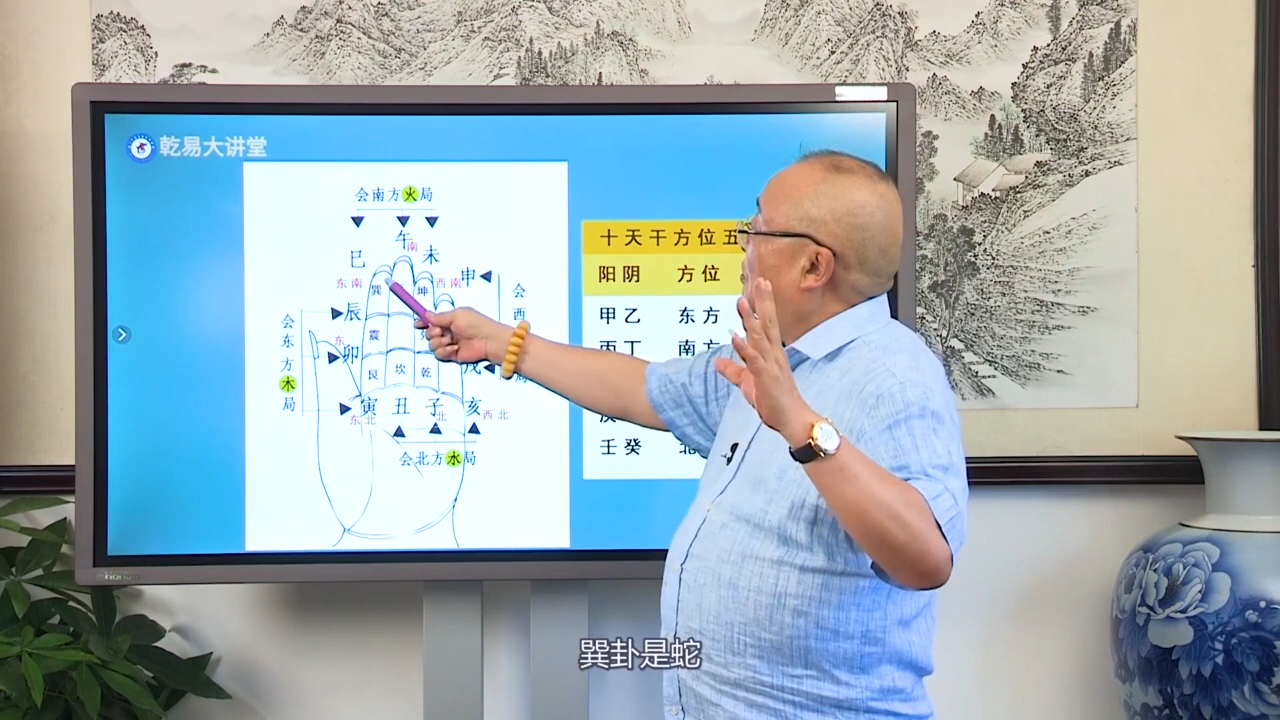 乾易大讲堂
会南方火局
午
南
巳
未
东南
巽
坤
西南
申
辰
会东方木局
会西
震
东
卯
戌
局
艮
坎
乾
寅
丑
子
亥
东北
北
西北
会北方水局
十天干方位五
阳阴 方位
甲乙 东方
丙丁 南方
壬癸 北
巽卦是蛇